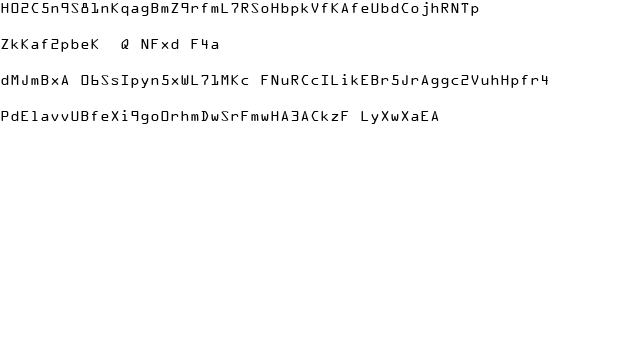 HO2C5n9S81nKqagBmZ9rfmL7RSoHbpkVfKAfeUbdCojhRNTp
ZkKaf2pbeK  Q NFxd F4a
dMJmBxA O6SsIpyn5xWL71MKc FNuRCcILikEBr5JrAggc2VuhHpfr4
PdElavvUBfeXi9goOrhmDwSrFmwHA3ACkzF LyXwXaEA